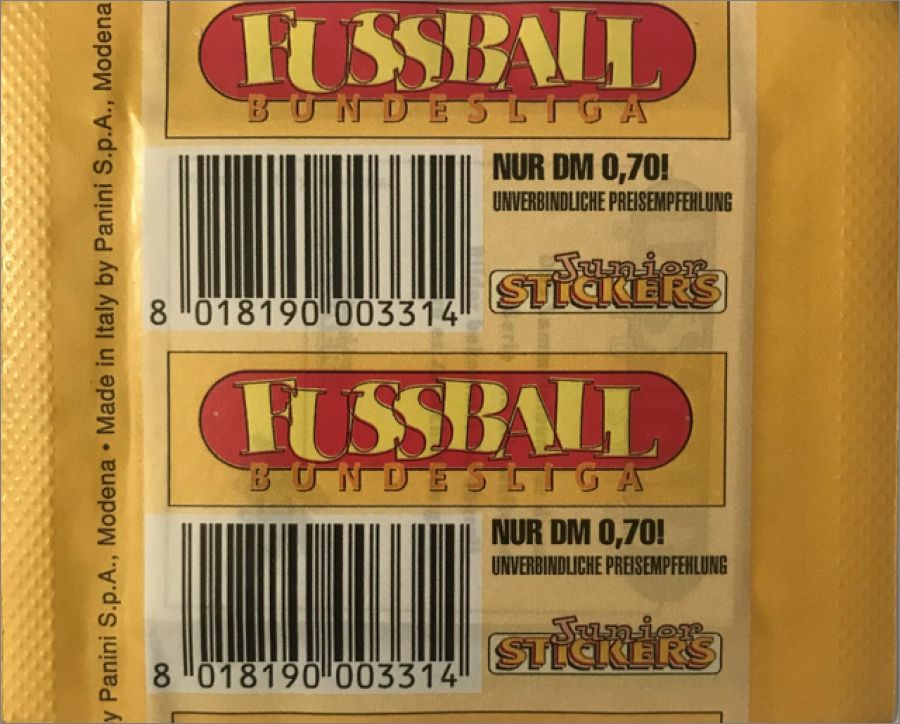 FUSSBALL
BUNDESLIGA
NUR DM 0,70!
UNVERBINDLICHE PREISEMPFEHLUNG
Junior
STICKERS
8 018190 003314
FUSSBALL
BUNDESLIGA
NUR DM 0,70!
UNVERBINDLICHE PREISEMPFEHLUNG
Junior
STICKERS
8 018190 003314
y Panini S.p.A., Modena • Made in Italy by Panini S.p.A., Modena